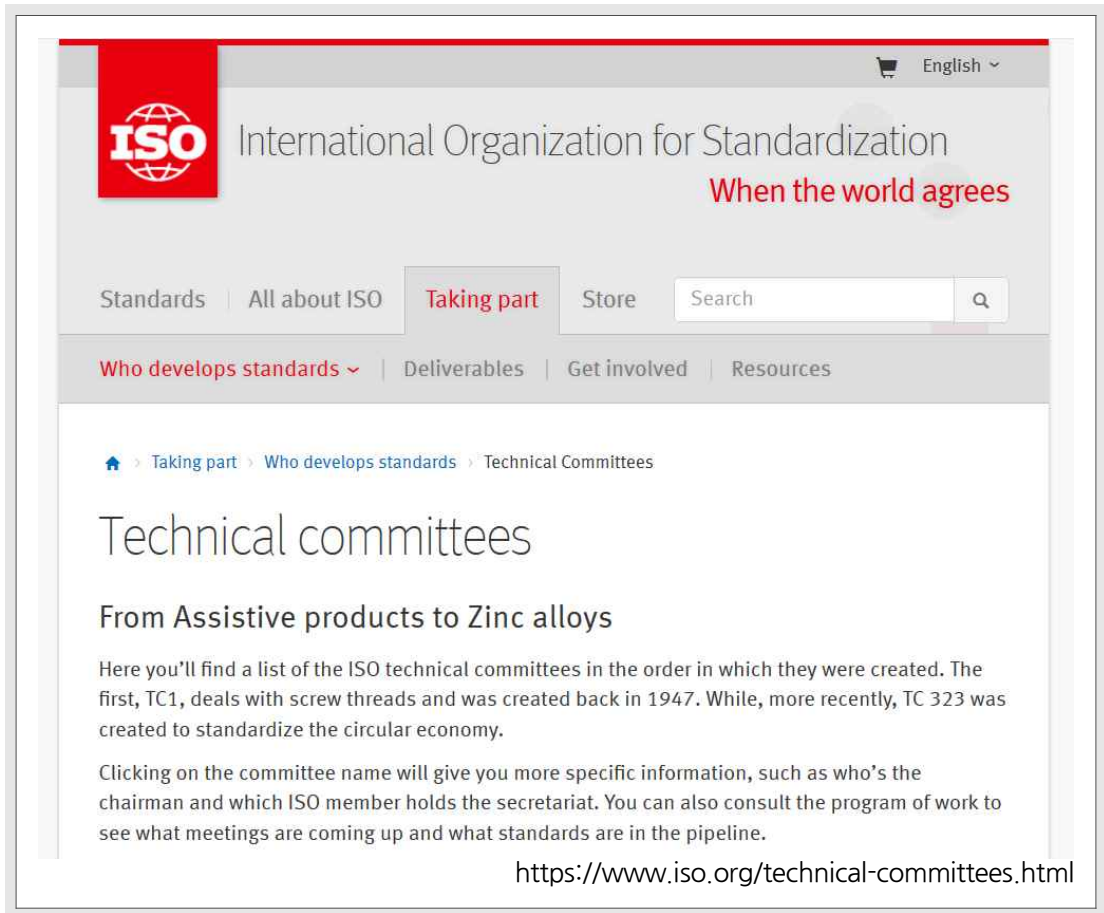 English
ISO
International Organization for Standardization
When the world agrees
Standards All about ISO Taking part Store Search
Who develops standards Deliverables Get involved Resources
Taking part Who develops standards Technical Committees
Technical committees
From Assistive products to Zinc alloys
Here you'll find a list of the ISO technical committees in the order in which they were created. The
first, TC1, deals with screw threads and was created back in 1947. While, more recently, TC 323 was
created to standardize the circular economy.
Clicking on the committee name will give you more specific information, such as who's the
chairman and which ISO member holds the secretariat. You can also consult the program of work to
see what meetings are coming up and what standards are in the pipeline.
https://www.iso.org/technical-committees.html